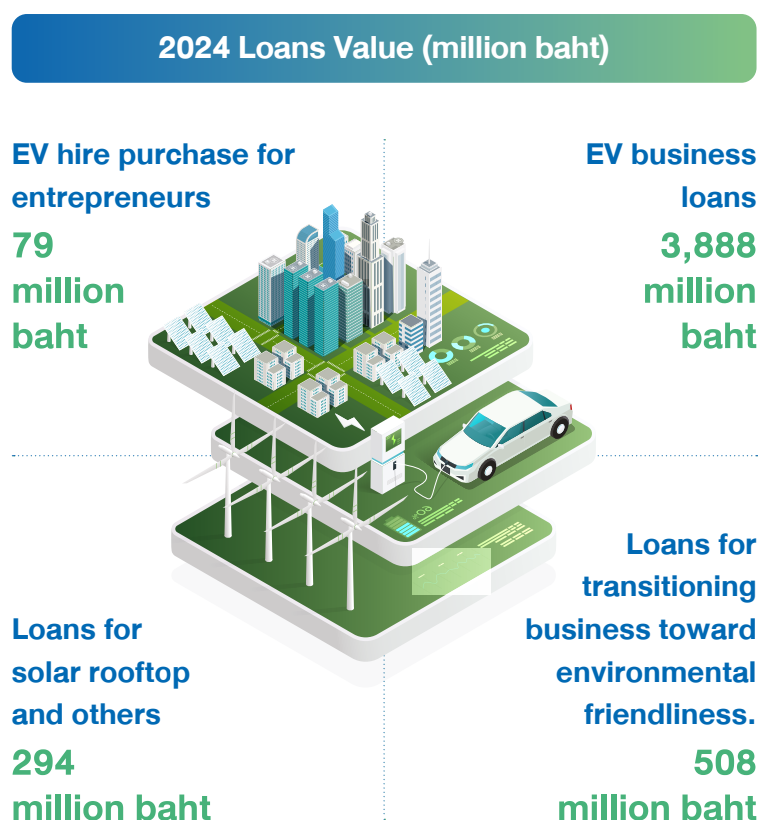 2024 Loans Value (million baht)
EV hire purchase for
entrepreneurs
79
million
baht
EV business
loans
3,888
million
baht
Loans for
solar rooftop
and others
294
million baht
Loans for
transitioning
business toward
environmental
friendliness.
508
million baht